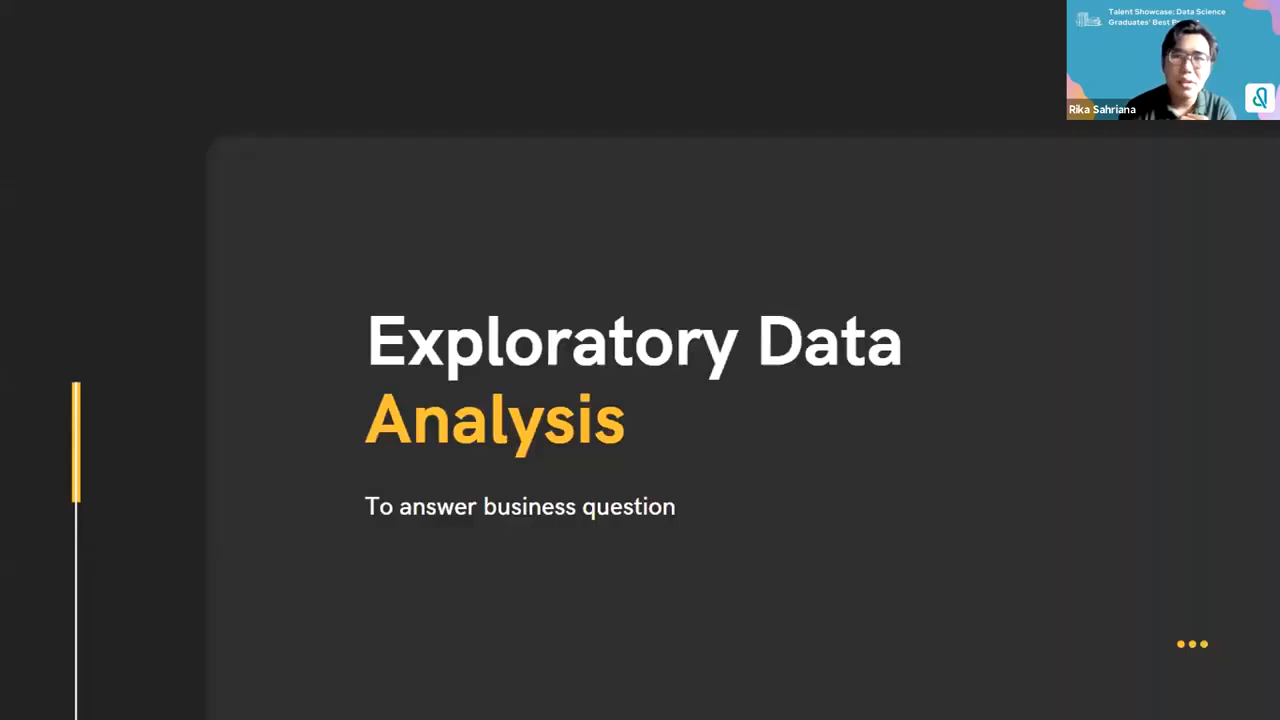 Talent Showcase: Data Science
Graduates' Best
Rika Sahriana
Exploratory Data
Analysis
To answer business question